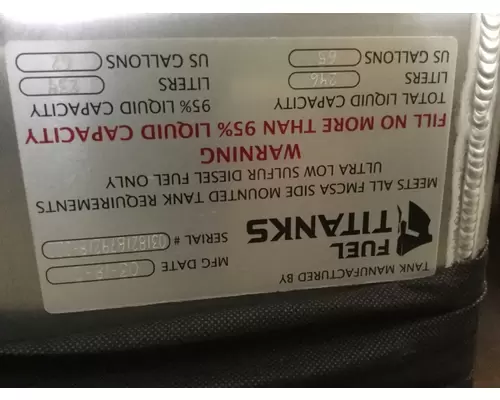 TANK MANUFACTURED BY
FUEL
TITANKS
MFG DATE
SERIAL #
MEETS ALL FMCSA SIDE MOUNTED TANK REQUIREMENTS
ULTRA LOW SULFUR DIESEL FUEL ONLY
WARNING
FILL NO MORE THAN 95% LIQUID CAPACITY
TOTAL LIQUID CAPACITY 95% LIQUID CAPACITY
LITERS 246 LITERS 234
US GALLONS 65 US GALLONS